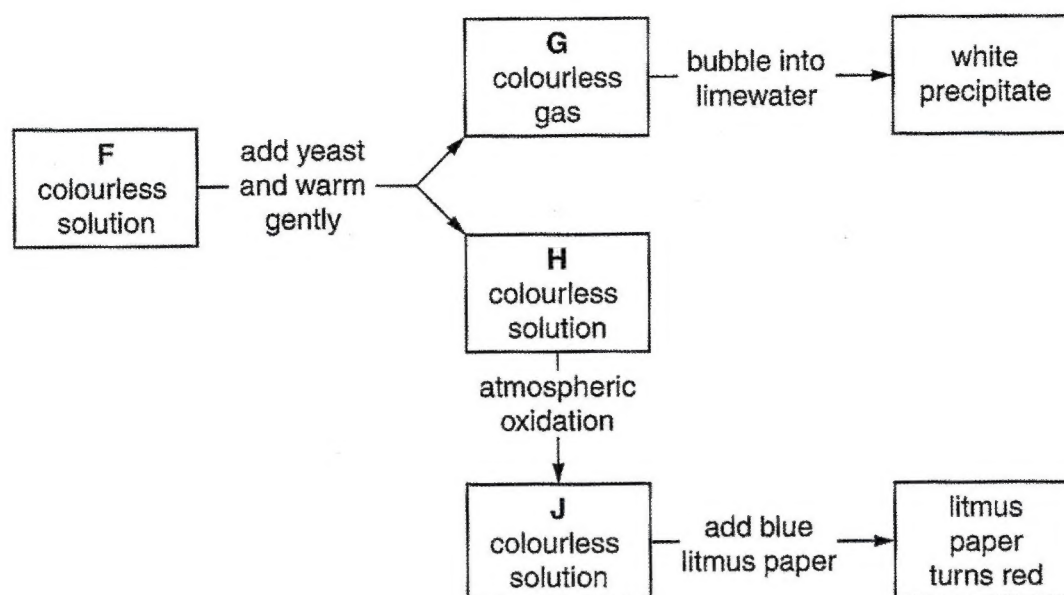 G
colourless
gas
bubble into
limewater
white
precipitate
F
colourless
solution
add yeast
and warm
gently
H
colourless
solution
atmospheric
oxidation
J
colourless
solution
add blue
litmus paper
litmus
paper
turns red